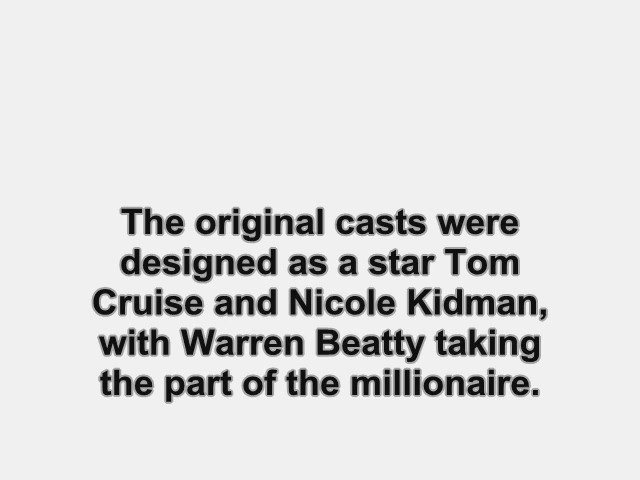 The original casts were
designed as a star Tom
Cruise and Nicole Kidman,
with Warren Beatty taking
the part of the millionaire.